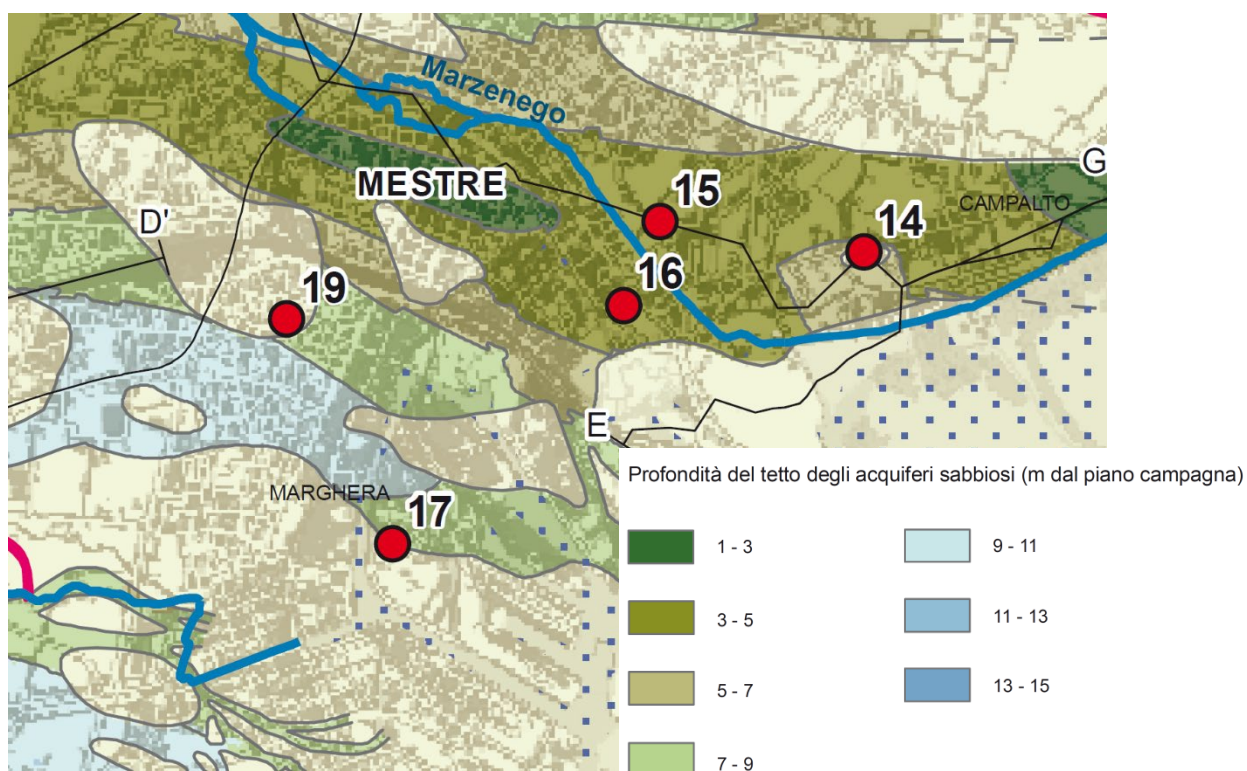 Marzenego
MESTRE
15
G
CAMPALTO
D'
14
16
19
E
MARGHERA
17
Profondità del tetto degli acquiferi sabbiosi (m dal piano campagna)
1 - 3
9 - 11
3 - 5
11 - 13
5 - 7
13 - 15
7 - 9